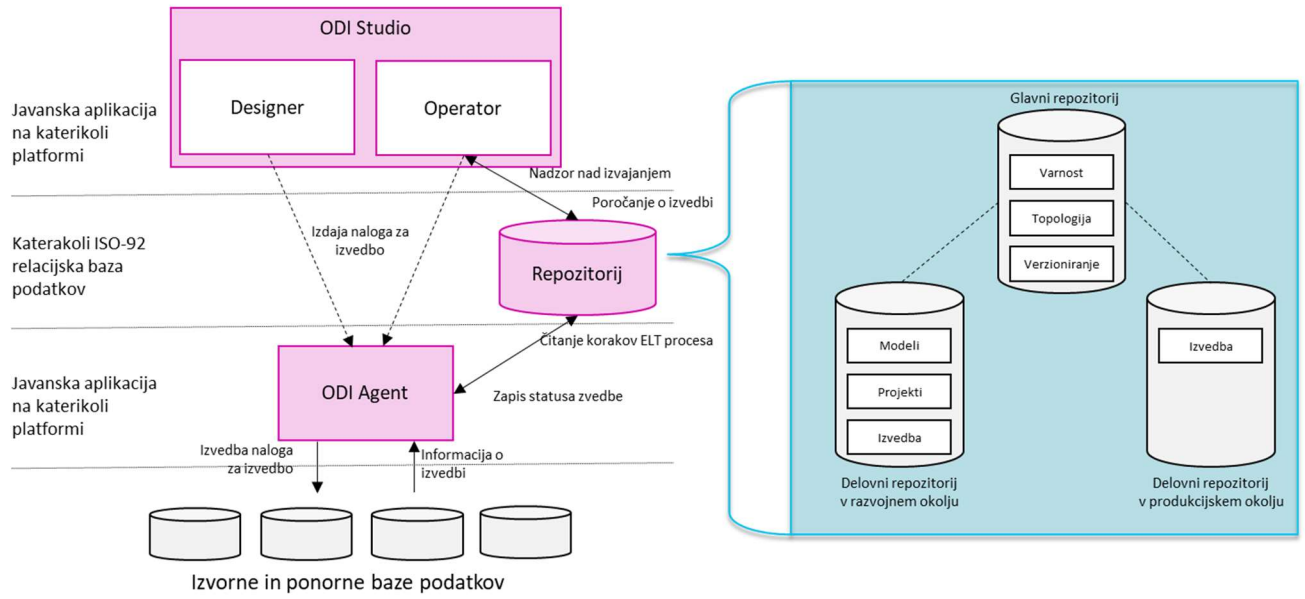 ODI Studio
Designer
Operator
Javanska aplikacija
na katerikoli
platformi
Nadzor nad izvajanjem
Poročanje o izvedbi
Izdaja naloga za
izvedbo
Katerakoli ISO-92
relacijska baza
podatkov
Repozitorij
Čitanje korakov ELT procesa
Javanska aplikacija
na katerikoli
platformi
ODI Agent
Zapis statusa zvedbe
Izvedba naloga
za izvedbo
Informacija o
izvedbi
Izvorne in ponorne baze podatkov
Glavni repozitorij
Varnost
Topologija
Verzioniranje
Modeli
Projekti
Izvedba
Delovni repozitorij
v razvojnem okolju
Izvedba
Delovni repozitorij
v produkcijskem okolju